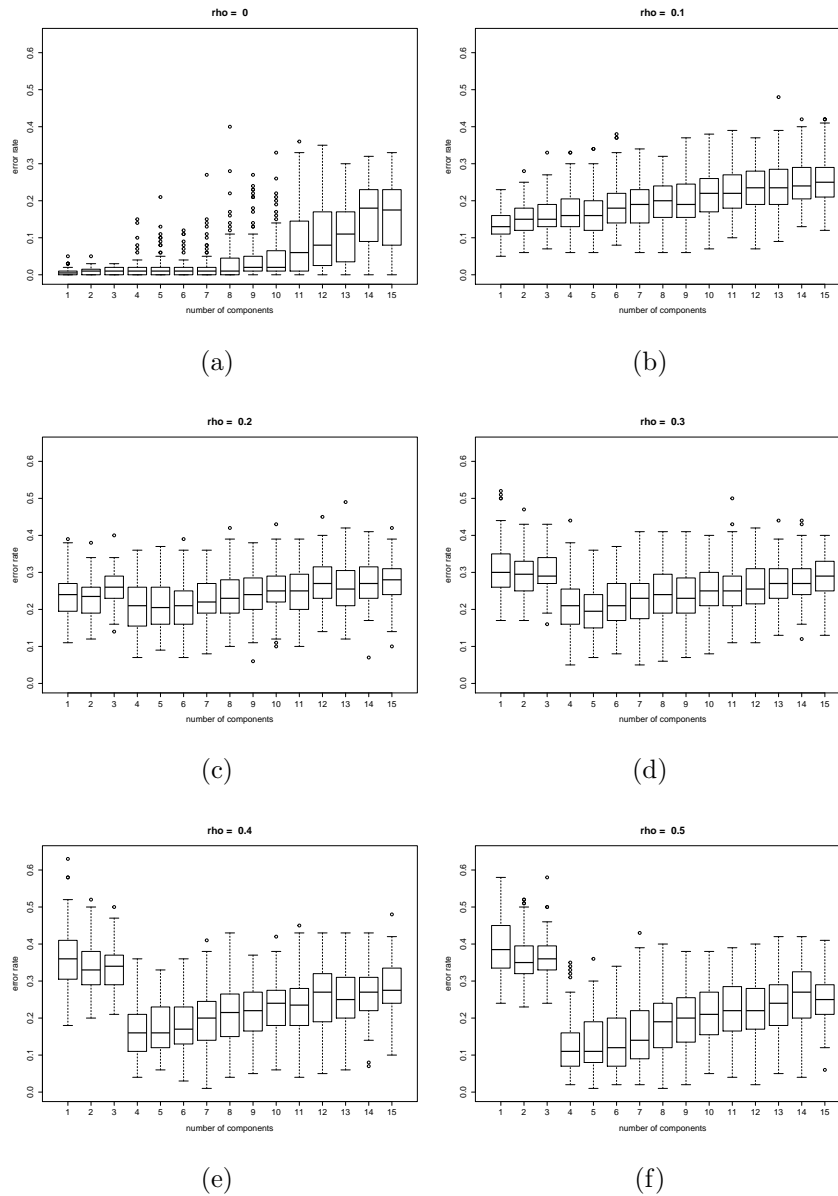 rho = 0
error rate
0.0 0.1 0.2 0.3 0.4 0.5 0.6
1 2 3 4 5 6 7 8 9 10 11 12 13 14 15
number of components
(a)
rho = 0.1
error rate
0.0 0.1 0.2 0.3 0.4 0.5 0.6
1 2 3 4 5 6 7 8 9 10 11 12 13 14 15
number of components
(b)
rho = 0.2
error rate
0.0 0.1 0.2 0.3 0.4 0.5 0.6
1 2 3 4 5 6 7 8 9 10 11 12 13 14 15
number of components
(c)
rho = 0.3
error rate
0.0 0.1 0.2 0.3 0.4 0.5 0.6
1 2 3 4 5 6 7 8 9 10 11 12 13 14 15
number of components
(d)
rho = 0.4
error rate
0.0 0.1 0.2 0.3 0.4 0.5 0.6
1 2 3 4 5 6 7 8 9 10 11 12 13 14 15
number of components
(e)
rho = 0.5
error rate
0.0 0.1 0.2 0.3 0.4 0.5 0.6
1 2 3 4 5 6 7 8 9 10 11 12 13 14 15
number of components
(f)